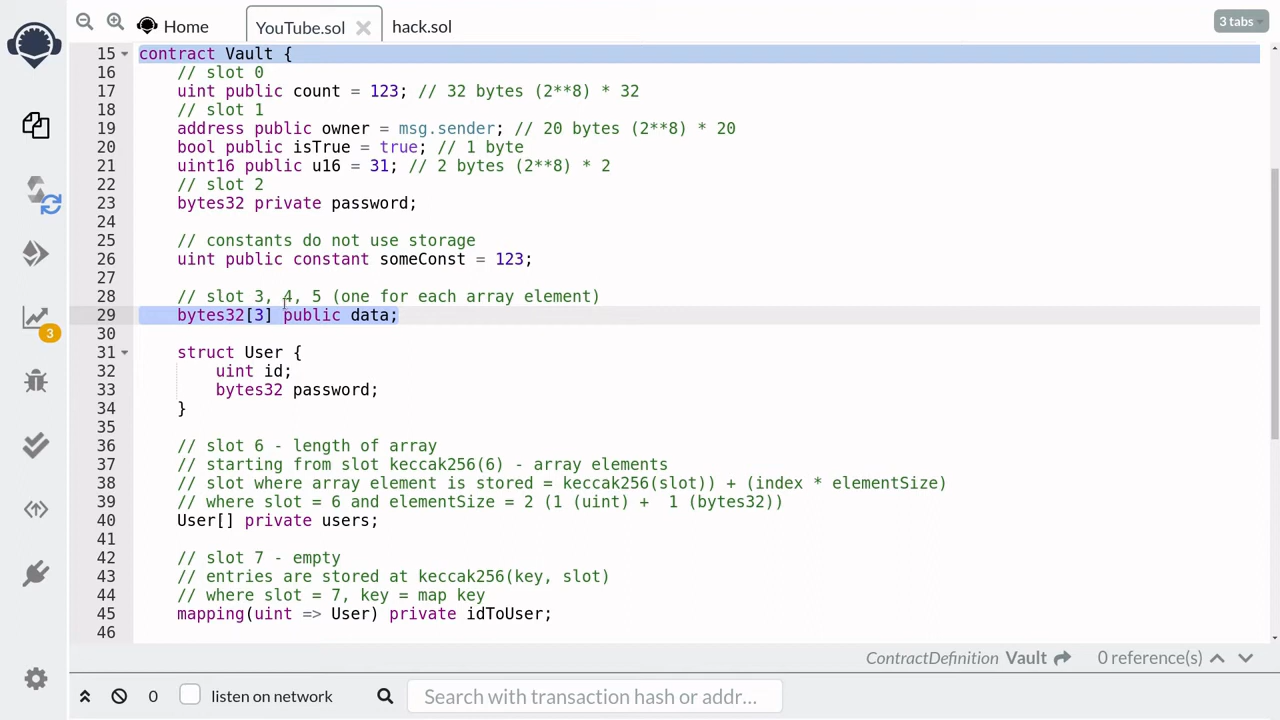 Home
YouTube.sol
hack.sol
3 tabs
15 contract Vault {
16 // slot 0
17 uint public count = 123; // 32 bytes (2**8) * 32
18 // slot 1
19 address public owner = msg.sender; // 20 bytes (2**8) * 20
20 bool public isTrue = true; // 1 byte
21 uint16 public u16 = 31; // 2 bytes (2**8) * 2
22 // slot 2
23 bytes32 private password;
24
25 // constants do not use storage
26 uint public constant someConst = 123;
27
28 // slot 3, 4, 5 (one for each array element)
29 bytes32[3] public data;
30
31 struct User {
32 uint id;
33 bytes32 password;
34 }
35
36 // slot 6 - length of array
37 // starting from slot keccak256(6) - array elements
38 // slot where array element is stored = keccak256(slot)) + (index * elementSize)
39 // where slot = 6 and elementSize = 2 (1 (uint) +  1 (bytes32))
40 User[] private users;
41
42 // slot 7 - empty
43 // entries are stored at keccak256(key, slot)
44 // where slot = 7, key = map key
45 mapping(uint => User) private idToUser;
46
3
ContractDefinition Vault 0 reference(s)
0 listen on network Search with transaction hash or addr...